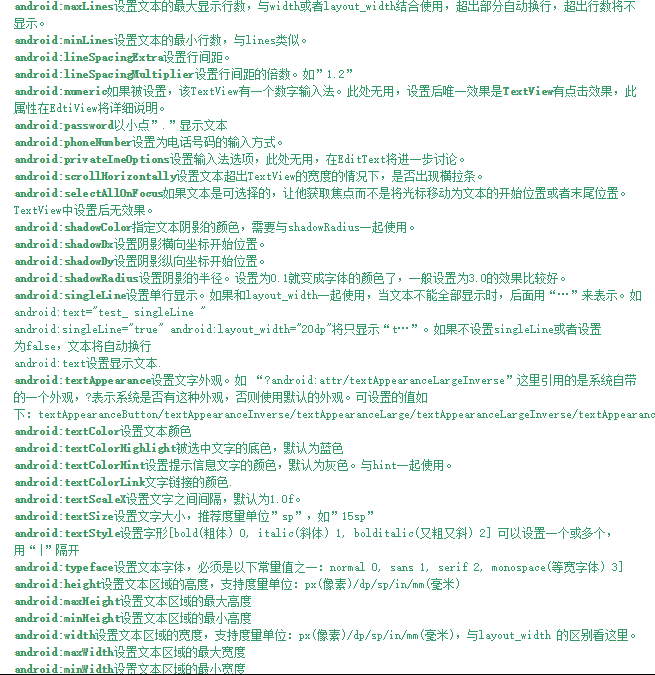 android:maxLines设置文本的最大显示行数，与width或者layout_width结合使用，超出部分自动换行，超出行数将不
显示。
android:minLines设置文本的最小行数，与lines类似。
android:lineSpacingExtra设置行间距。
android:lineSpacingMultiplier设置行间距的倍数。如”1.2”
android:numeric如果被设置，该TextView有一个数字输入法。此处无用，设置后唯一效果是TextView有点击效果，此
属性在EdtiView将详细说明。
android:password以小点”.”显示文本
android:phoneNumber设置为电话号码的输入方式。
android:privateImeOptions设置输入法选项，此处无用，在EditText将进一步讨论。
android:scrollHorizontally设置文本超出TextView的宽度的情况下，是否出现横拉条。
android:selectAllOnFocus如果文本是可选择的，让他获取焦点而不是将光标移动为文本的开始位置或者末尾位置。
TextView中设置后无效果。
android:shadowColor指定文本阴影的颜色，需要与shadowRadius一起使用。
android:shadowDx设置阴影横向坐标开始位置。
android:shadowDy设置阴影纵向坐标开始位置。
android:shadowRadius设置阴影的半径。设置为0.1就变成字体的颜色了，一般设置为3.0的效果比较好。
android:singleLine设置单行显示。如果和layout_width一起使用，当文本不能全部显示时，后面用“…”来表示。如
android:text="test_ singleLine "
android:singleLine="true" android:layout_width="20dp"将只显示“t…”。如果不设置singleLine或者设置
为false，文本将自动换行
android:text设置显示文本.
android:textAppearance设置文字外观。如 “?android:attr/textAppearanceLargeInverse”这里引用的是系统自带
的一个外观，?表示系统是否有这种外观，否则使用默认的外观。可设置的值如
下：textAppearanceButton/textAppearanceInverse/textAppearanceLarge/textAppearanceLargeInverse/textAppearanc
android:textColor设置文本颜色
android:textColorHighlight被选中文字的底色，默认为蓝色
android:textColorHint设置提示信息文字的颜色，默认为灰色。与hint一起使用。
android:textColorLink文字链接的颜色.
android:textScaleX设置文字之间间隔，默认为1.0f。
android:textSize设置文字大小，推荐度量单位”sp”，如”15sp”
android:textStyle设置字形[bold(粗体) 0, italic(斜体) 1, bolditalic(又粗又斜) 2] 可以设置一个或多个，
用“|”隔开
android:typeface设置文本字体，必须是以下常量值之一：normal 0, sans 1, serif 2, monospace(等宽字体) 3]
android:height设置文本区域的高度，支持度量单位：px(像素)/dp/sp/in/mm(毫米)
android:maxHeight设置文本区域的最大高度
android:minHeight设置文本区域的最小高度
android:width设置文本区域的宽度，支持度量单位：px(像素)/dp/sp/in/mm(毫米)，与layout_width 的区别看这里。
android:maxWidth设置文本区域的最大宽度
android:minWidth设置文本区域的最小宽度